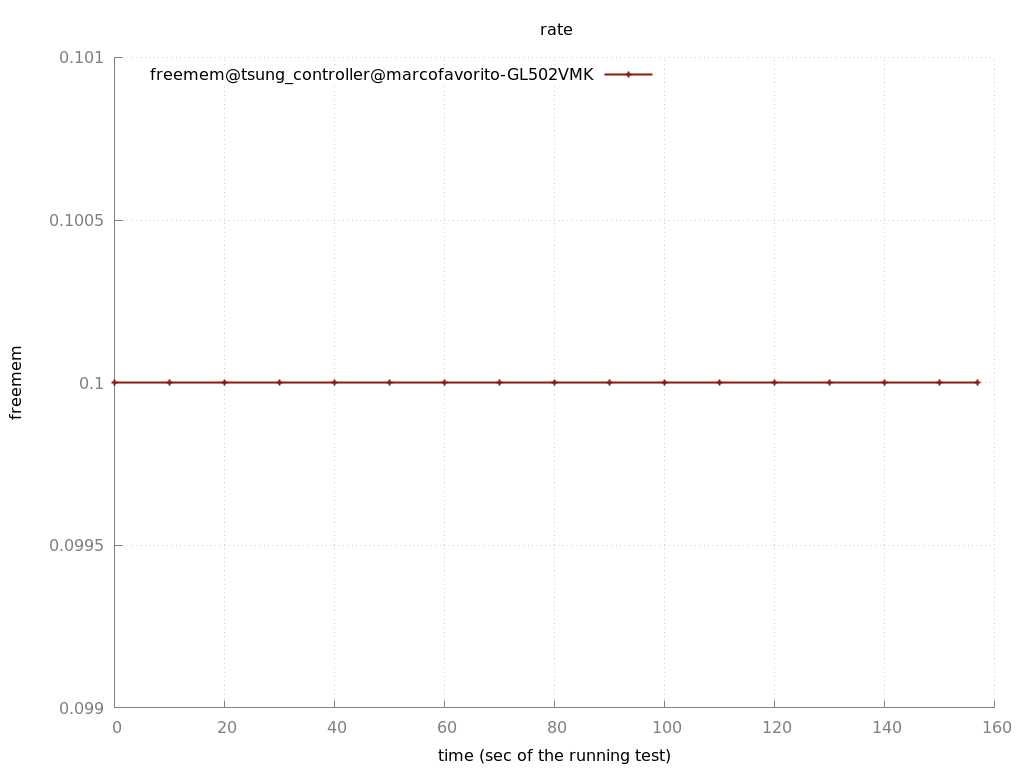 rate
0.101
freemem@tsung_controller@marcofavorito-GL502VMK
0.1005
freemem
0.1
0.0995
0.099
0 20 40 60 80 100 120 140 160
time (sec of the running test)